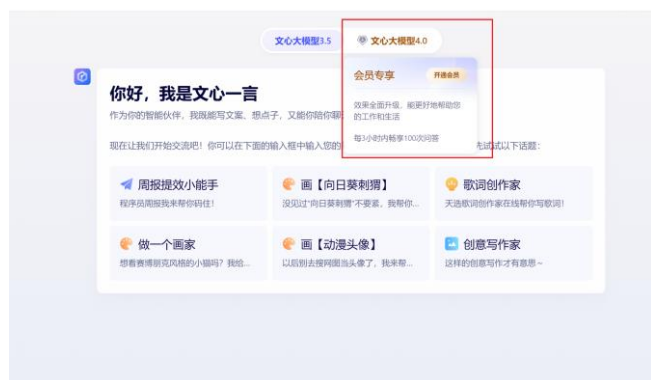 文心大模型3.5
文心大模型4.0
会员专享
开通会员
效果全面升级，能更好地帮助您
的工作和生活
每3小时内畅享100次问答
你好，我是文心一言
作为你的智能伙伴，我既能写文案、想点子，又能你陪你聊
现在让我们开始交流吧！你可以在下面的输入框中输入您的
先试试以下话题：
周报提效小能手
程序员周报我来帮你码住！
画【向日葵刺猬】
没见过“向日葵刺猬”不要紧，我帮你...
歌词创作家
天选歌词创作家在线帮你写歌词！
做一个画家
想看赛博朋克风格的小猫吗？我给...
画【动漫头像】
以后别去搜网图当头像了，我来帮...
创意写作家
这样的创意写作才有意思~